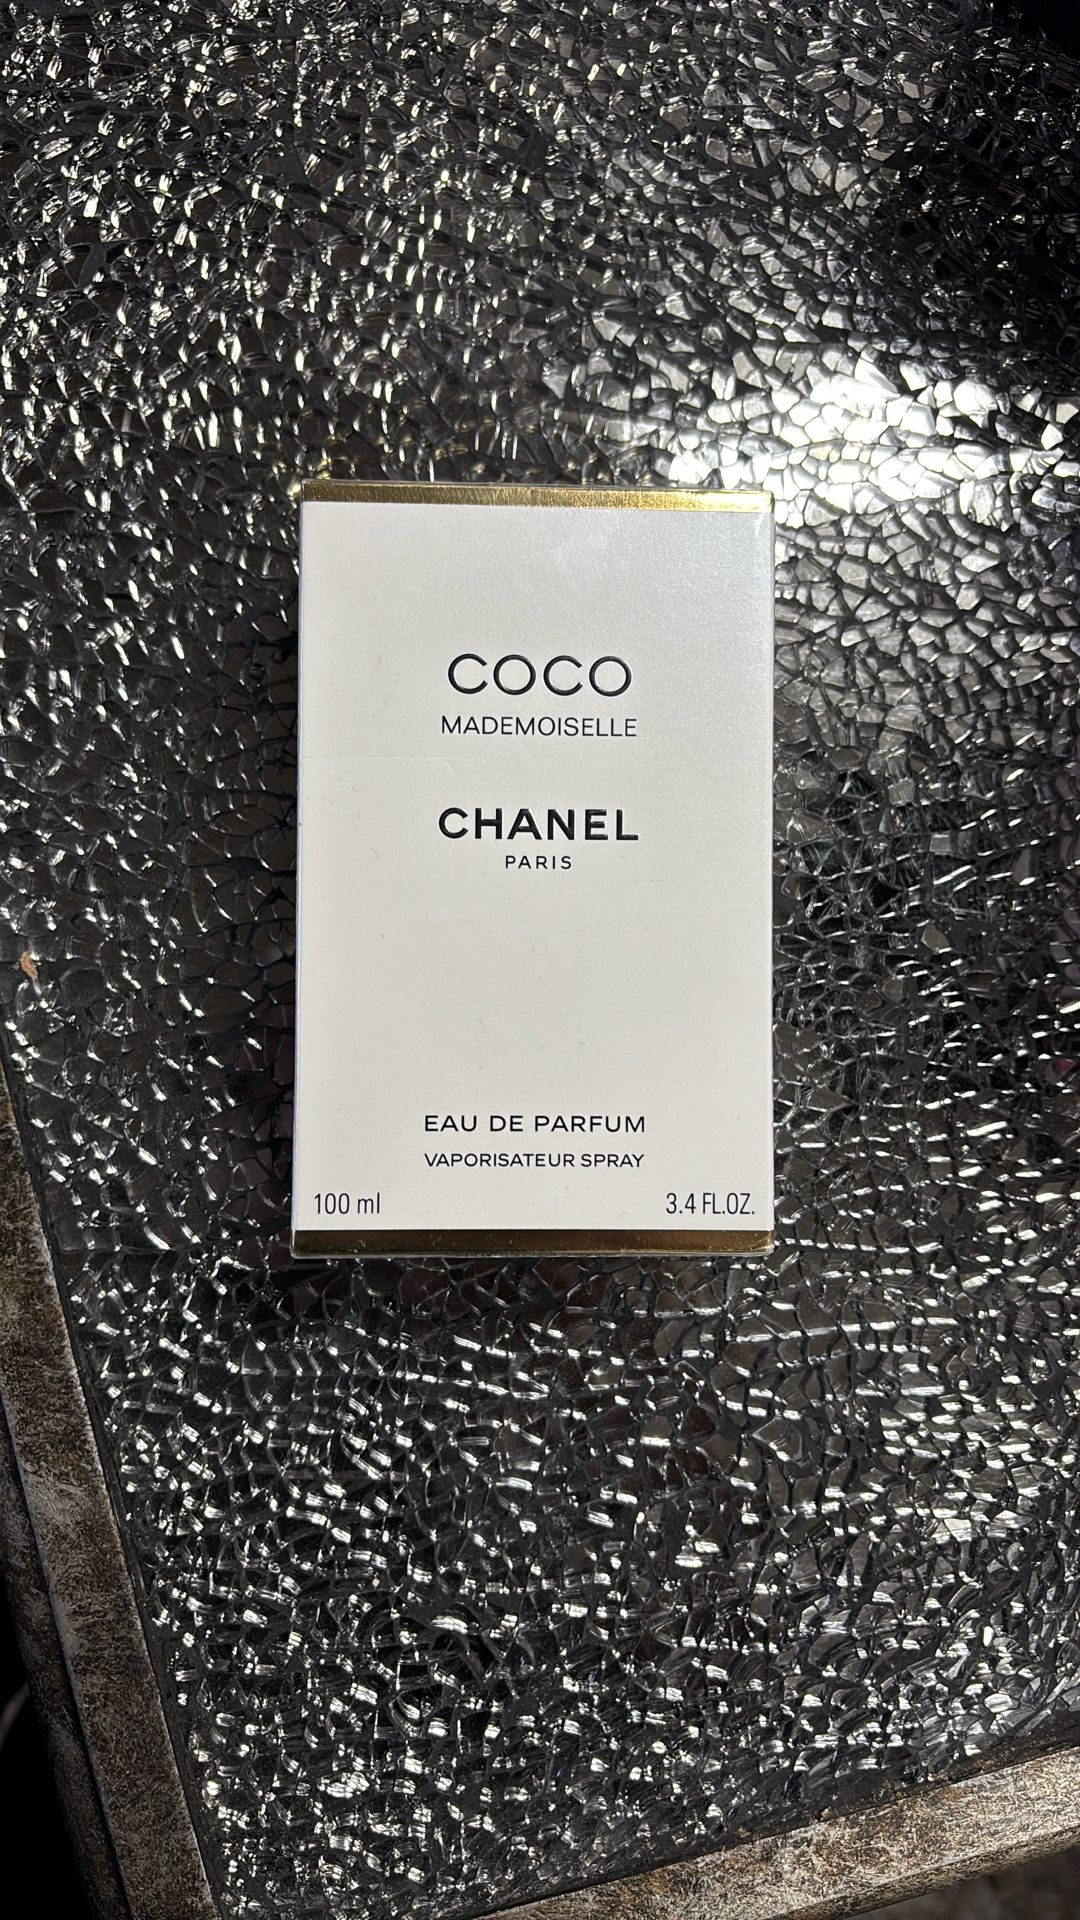 COCO
MADEMOISELLE
CHANEL
PARIS
EAU DE PARFUM
VAPORISATEUR SPRAY
100 ml 3.4 FL.OZ.